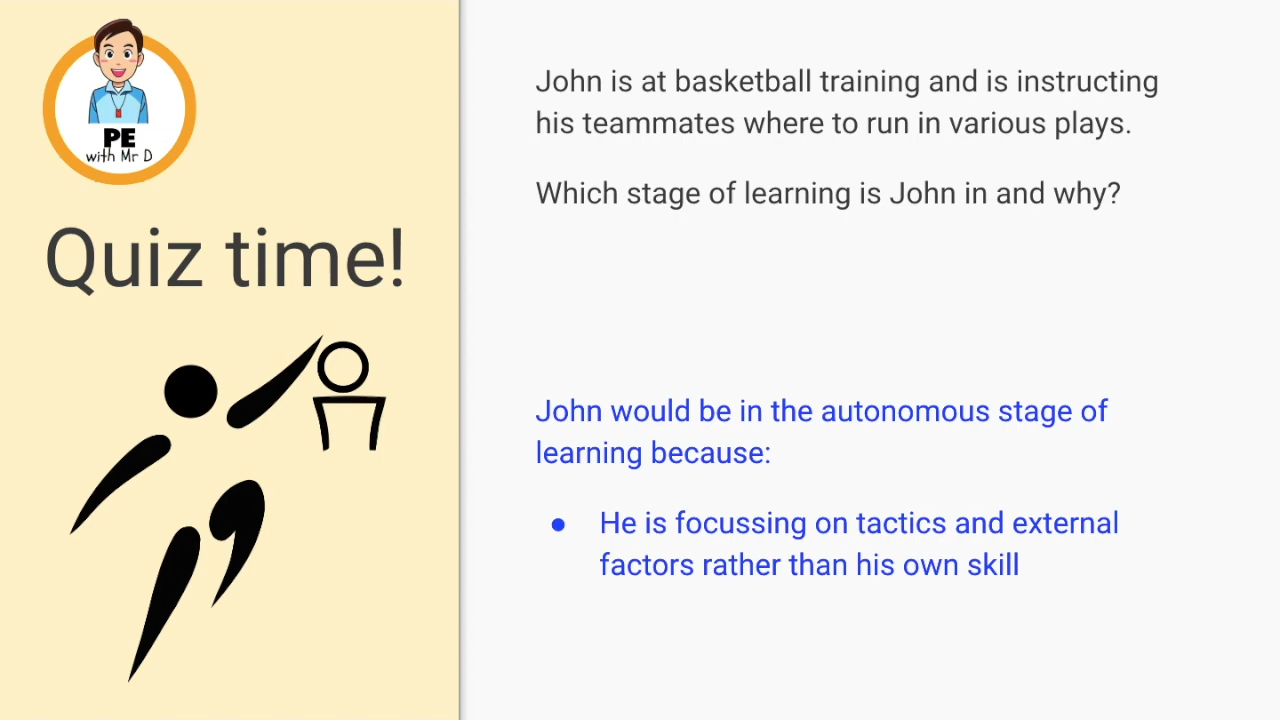 PE
with Mr D
Quiz time!
John is at basketball training and is instructing
his teammates where to run in various plays.
Which stage of learning is John in and why?
John would be in the autonomous stage of
learning because:
● He is focussing on tactics and external
factors rather than his own skill